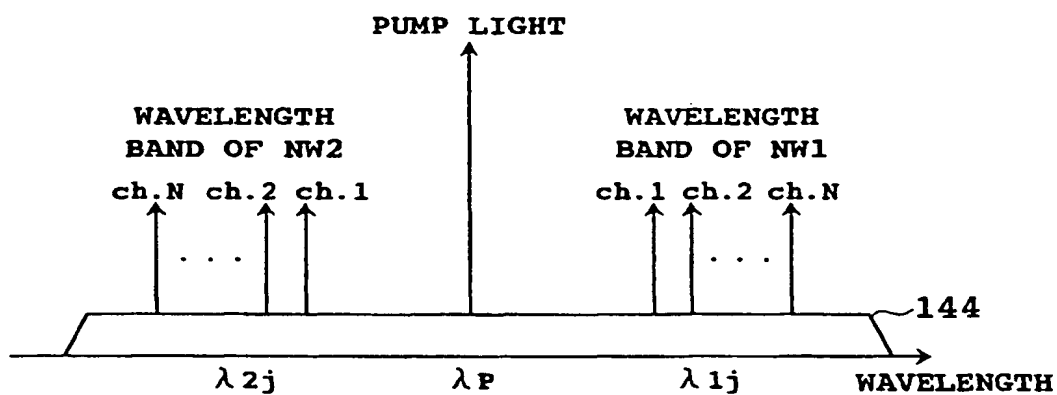 PUMP LIGHT
WAVELENGTH
BAND OF NW2
WAVELENGTH
BAND OF NW1
ch.N ch.2 ch.1
ch.1 ch.2 ch.N
. . .
. . .
144
λ2j
λP
λ1j
WAVELENGTH